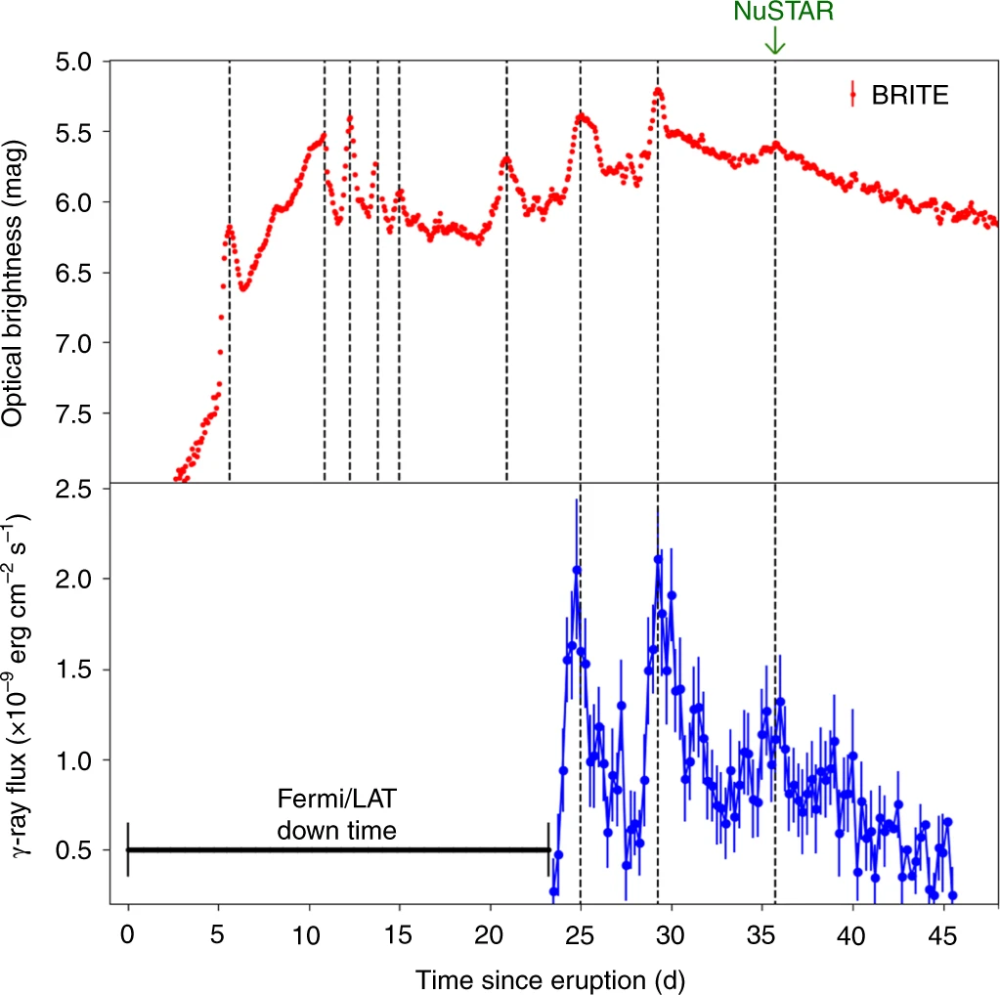 NuSTAR
BRITE
Optical brightness (mag)
5.0
5.5
6.0
6.5
7.0
7.5
γ-ray flux (×10⁻⁹ erg cm⁻² s⁻¹)
2.5
2.0
1.5
1.0
0.5
Fermi/LAT
down time
0 5 10 15 20 25 30 35 40 45
Time since eruption (d)